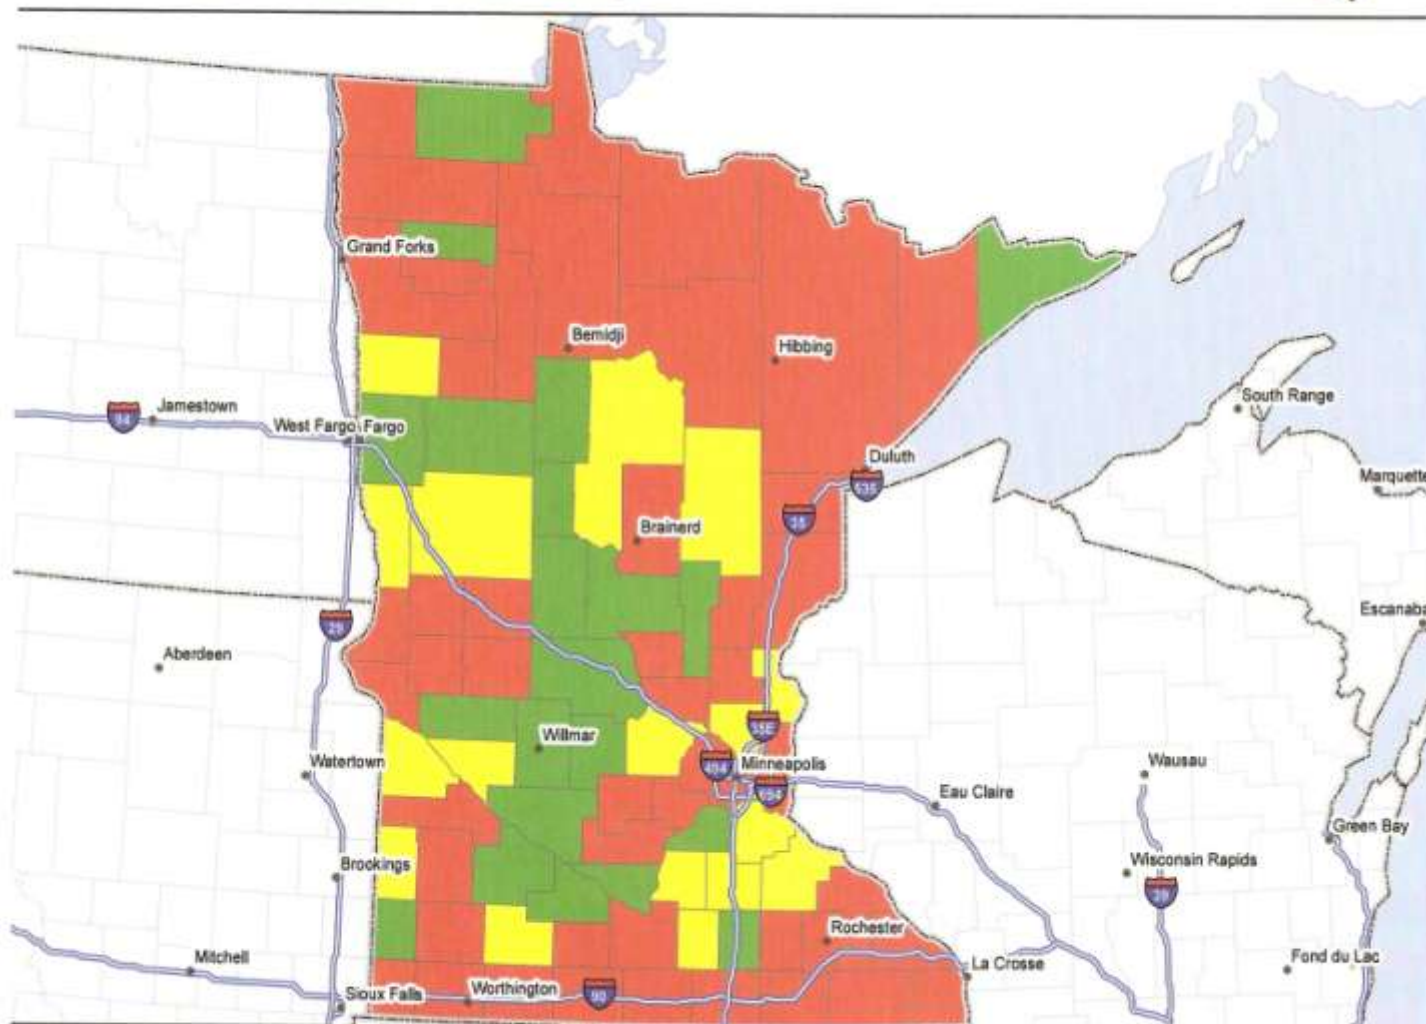 Grand Forks
Bemidji
Hibbing
South Range
94
Jamestown
West Fargo
Fargo
Duluth
535
Marquette
35
Brainerd
29
Escanaba
Aberdeen
Willmar
35E
Watertown
494
Minneapolis
694
Wausau
Eau Claire
Green Bay
Brookings
Wisconsin Rapids
39
Rochester
Mitchell
La Crosse
Fond du Lac
Sioux Falls
Worthington
90